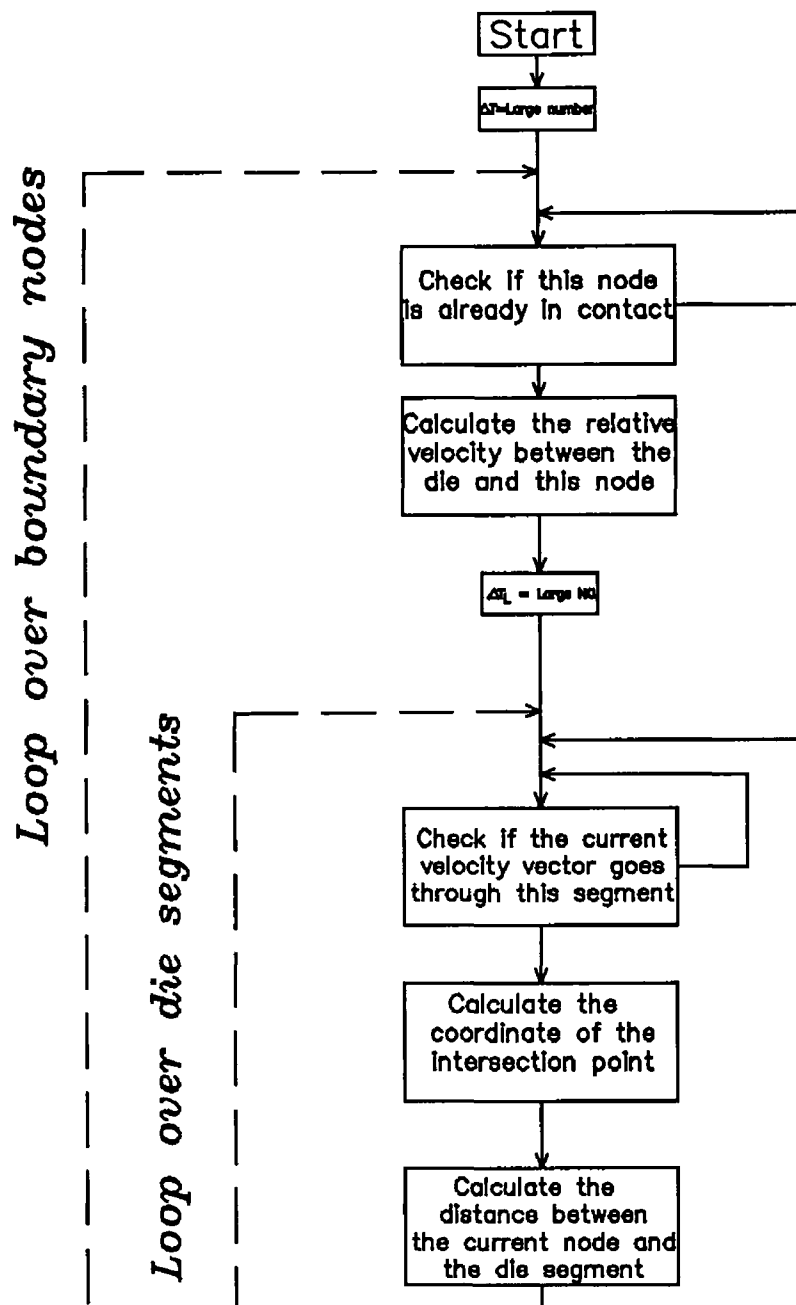 Start
ΔT=Large number
Loop over boundary nodes
Check if this node
is already in contact
Calculate the relative
velocity between the
die and this node
ΔT_L = Large NO.
Loop over die segments
Check if the current
velocity vector goes
through this segment
Calculate the
coordinate of the
intersection point
Calculate the
distance between
the current node and
the die segment